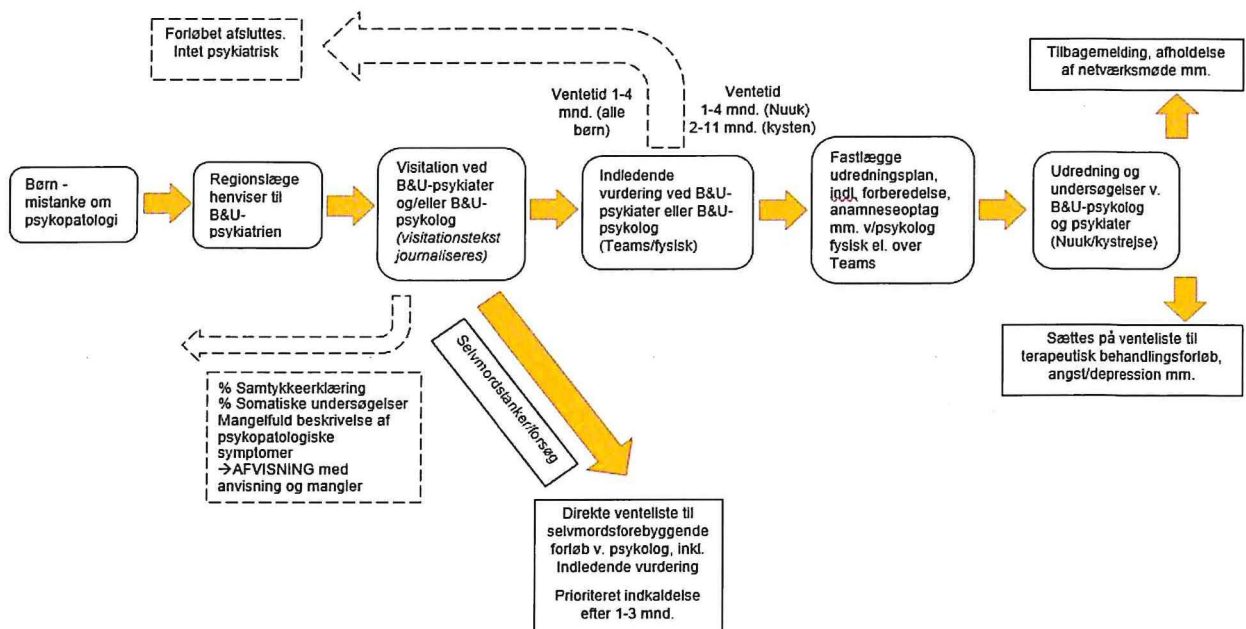 Forløbet afsluttes.
Intet psykiatrisk
Ventetid 1-4
mnd. (alle
børn)
Ventetid
1-4 mnd. (Nuuk)
2-11 mnd. (kysten)
Tilbagemelding, afholdelse
af netværksmøde mm.
Børn -
mistanke om
psykopatologi
Regionslæge
henviser til
B&U-
psykiatrien
Visitation ved
B&U-psykiater
og/eller B&U-
psykolog
(visitationstekst
journaliseres)
Indledende
vurdering ved B&U-
psykiater eller B&U-
psykolog
(Teams/fysisk)
Fastlægge
udredningsplan,
indl. forberedelse,
anamneseoptag
mm. v/psykolog
fysisk el. over
Teams
Udredning og
undersøgelser v.
B&U-psykolog
og psykiater
(Nuuk/kystrejse)
Sættes på venteliste til
terapeutisk behandlingsforløb,
angst/depression mm.
% Samtykkeerklæring
% Somatiske undersøgelser
Mangelfuld beskrivelse af
psykopatologiske
symptomer
→AFVISNING med
anvisning og mangler
Selvmordstanker/forsøg
Direkte venteliste til
selvmordsforebyggende
forløb v. psykolog, inkl.
Indledende vurdering
Prioriteret indkaldelse
efter 1-3 mnd.